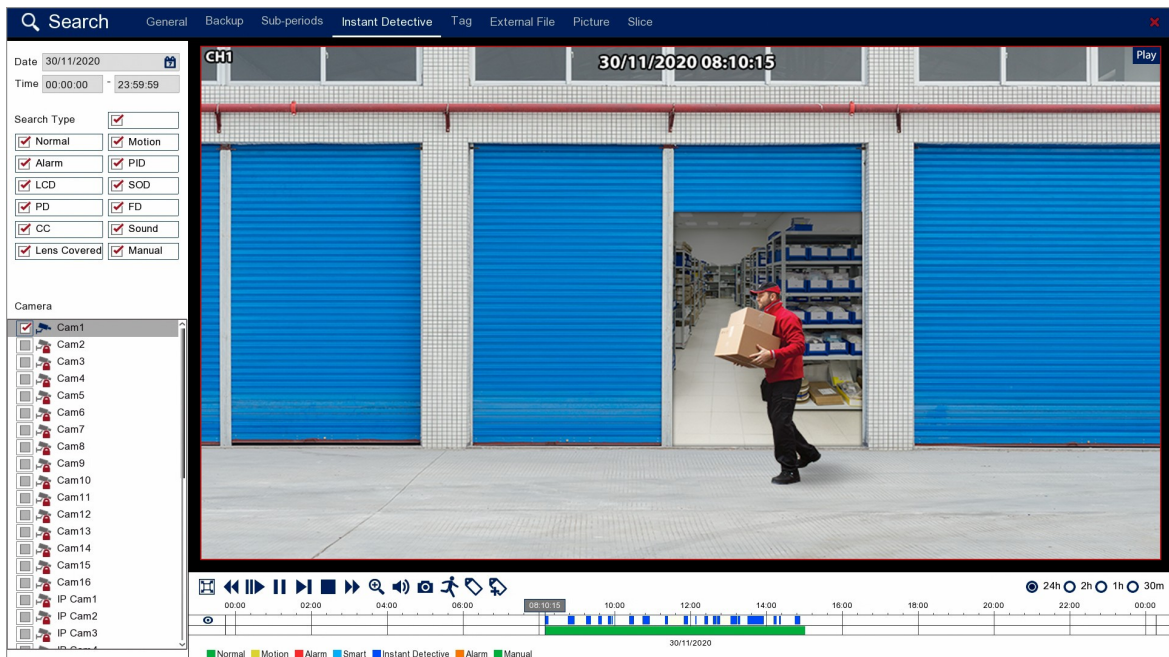 Search General Backup Sub-periods Instant Detective Tag External File Picture Slice
Date 30/11/2020
Time 00:00:00 - 23:59:59
Search Type
Normal Motion
Alarm PID
LCD SOD
PD FD
CC Sound
Lens Covered Manual
Camera
Cam1
Cam2
Cam3
Cam4
Cam5
Cam6
Cam7
Cam8
Cam9
Cam10
Cam11
Cam12
Cam13
Cam14
Cam15
Cam16
IP Cam1
IP Cam2
IP Cam3
IP Cam4
CH1 30/11/2020 08:10:15 Play
24h 2h 1h 30m
00:00 02:00 04:00 06:00 08:10:15 10:00 12:00 14:00 16:00 18:00 20:00 22:00 00:00
30/11/2020
Normal Motion Alarm Smart Instant Detective Alarm Manual